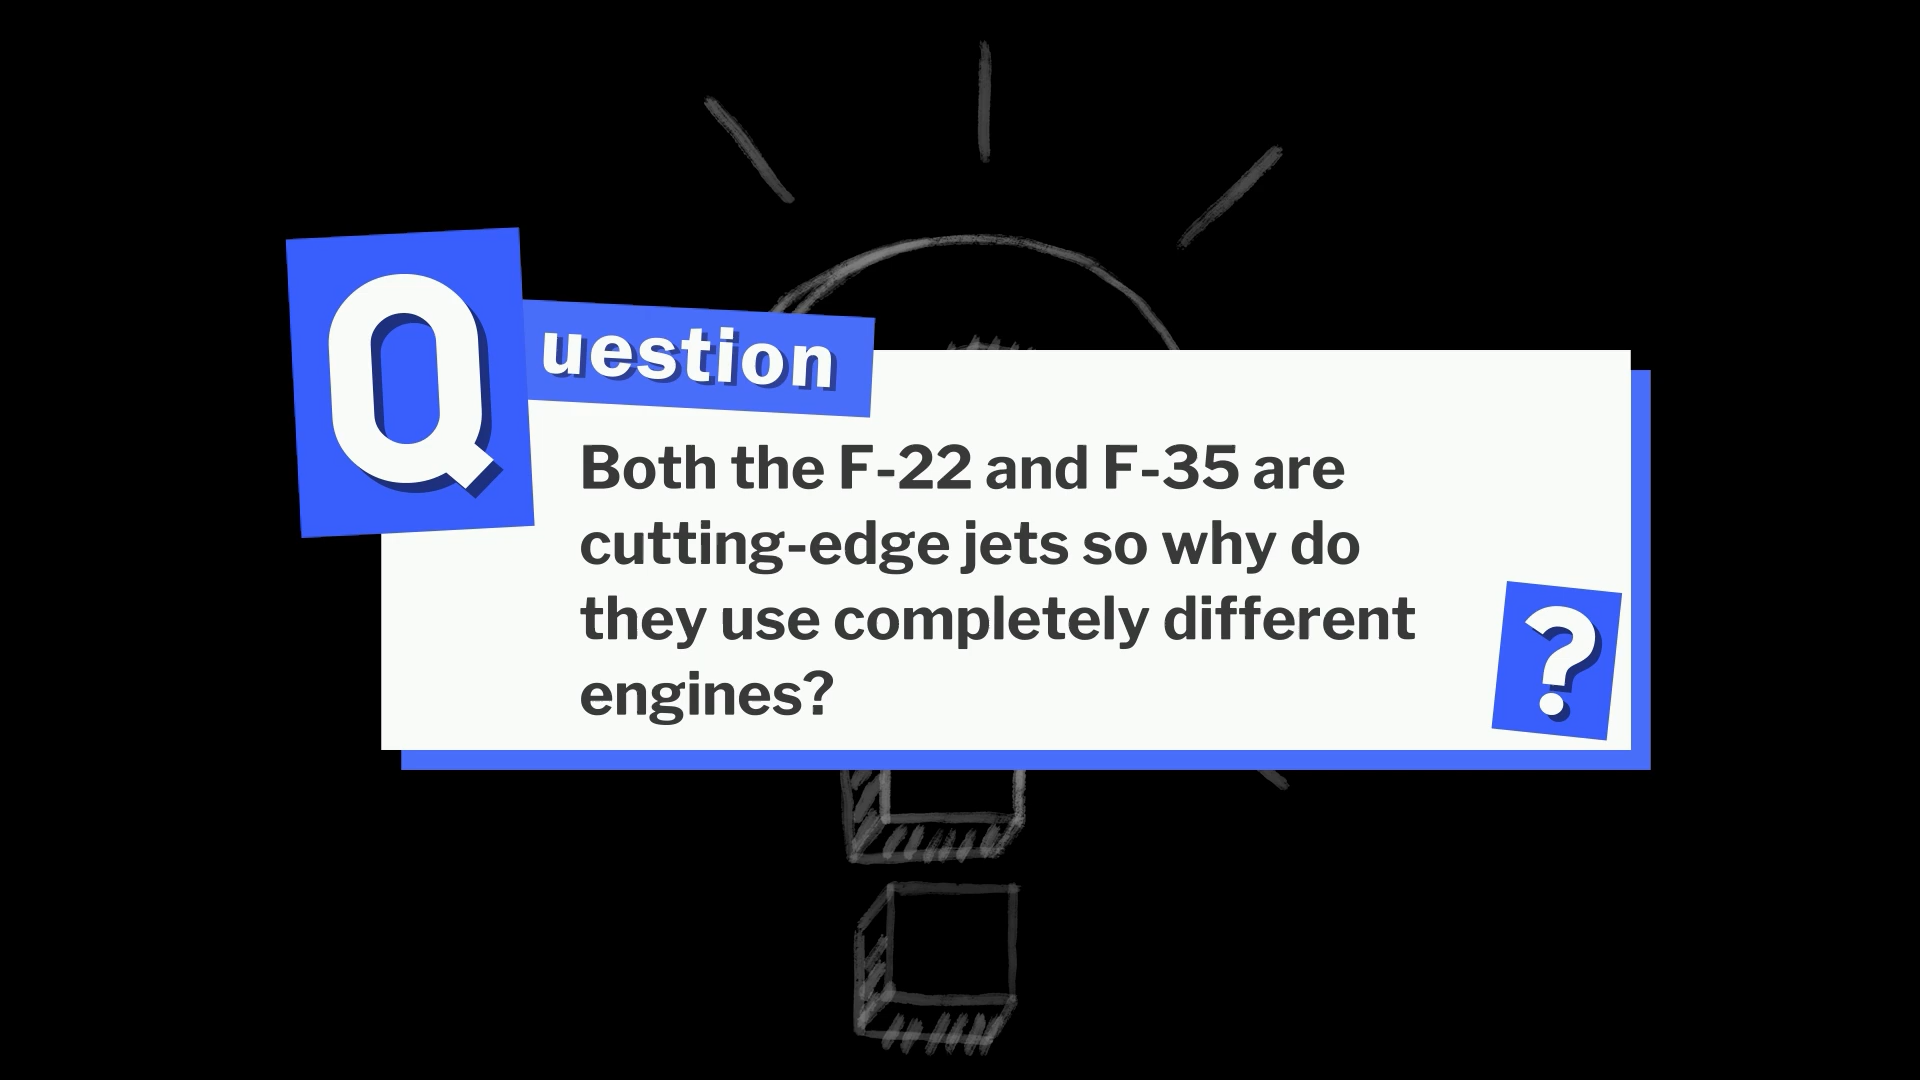 Question
Both the F-22 and F-35 are
cutting-edge jets so why do
they use completely different
engines?
?